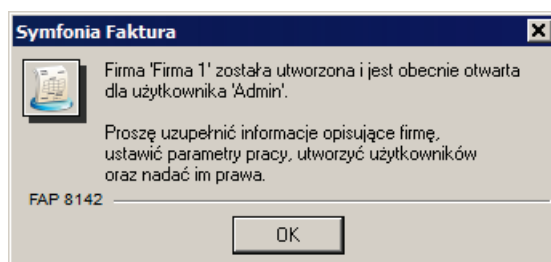 Symfonia Faktura
Firma 'Firma 1' została utworzona i jest obecnie otwarta
dla użytkownika 'Admin'.
Proszę uzupełnić informacje opisujące firmę,
ustawić parametry pracy, utworzyć użytkowników
oraz nadać im prawa.
FAP 8142
OK